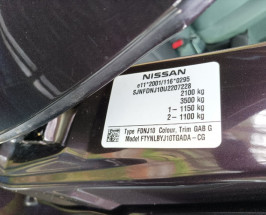 NISSAN
e11*2001/116*0295
SJNFDNJ10U2207228
2100 kg
3500 kg
1-1150 kg
2-1100 kg
Type FDNJ10 Colour, Trim GAB G
Model FTYNLBYJ10TGADA-CG